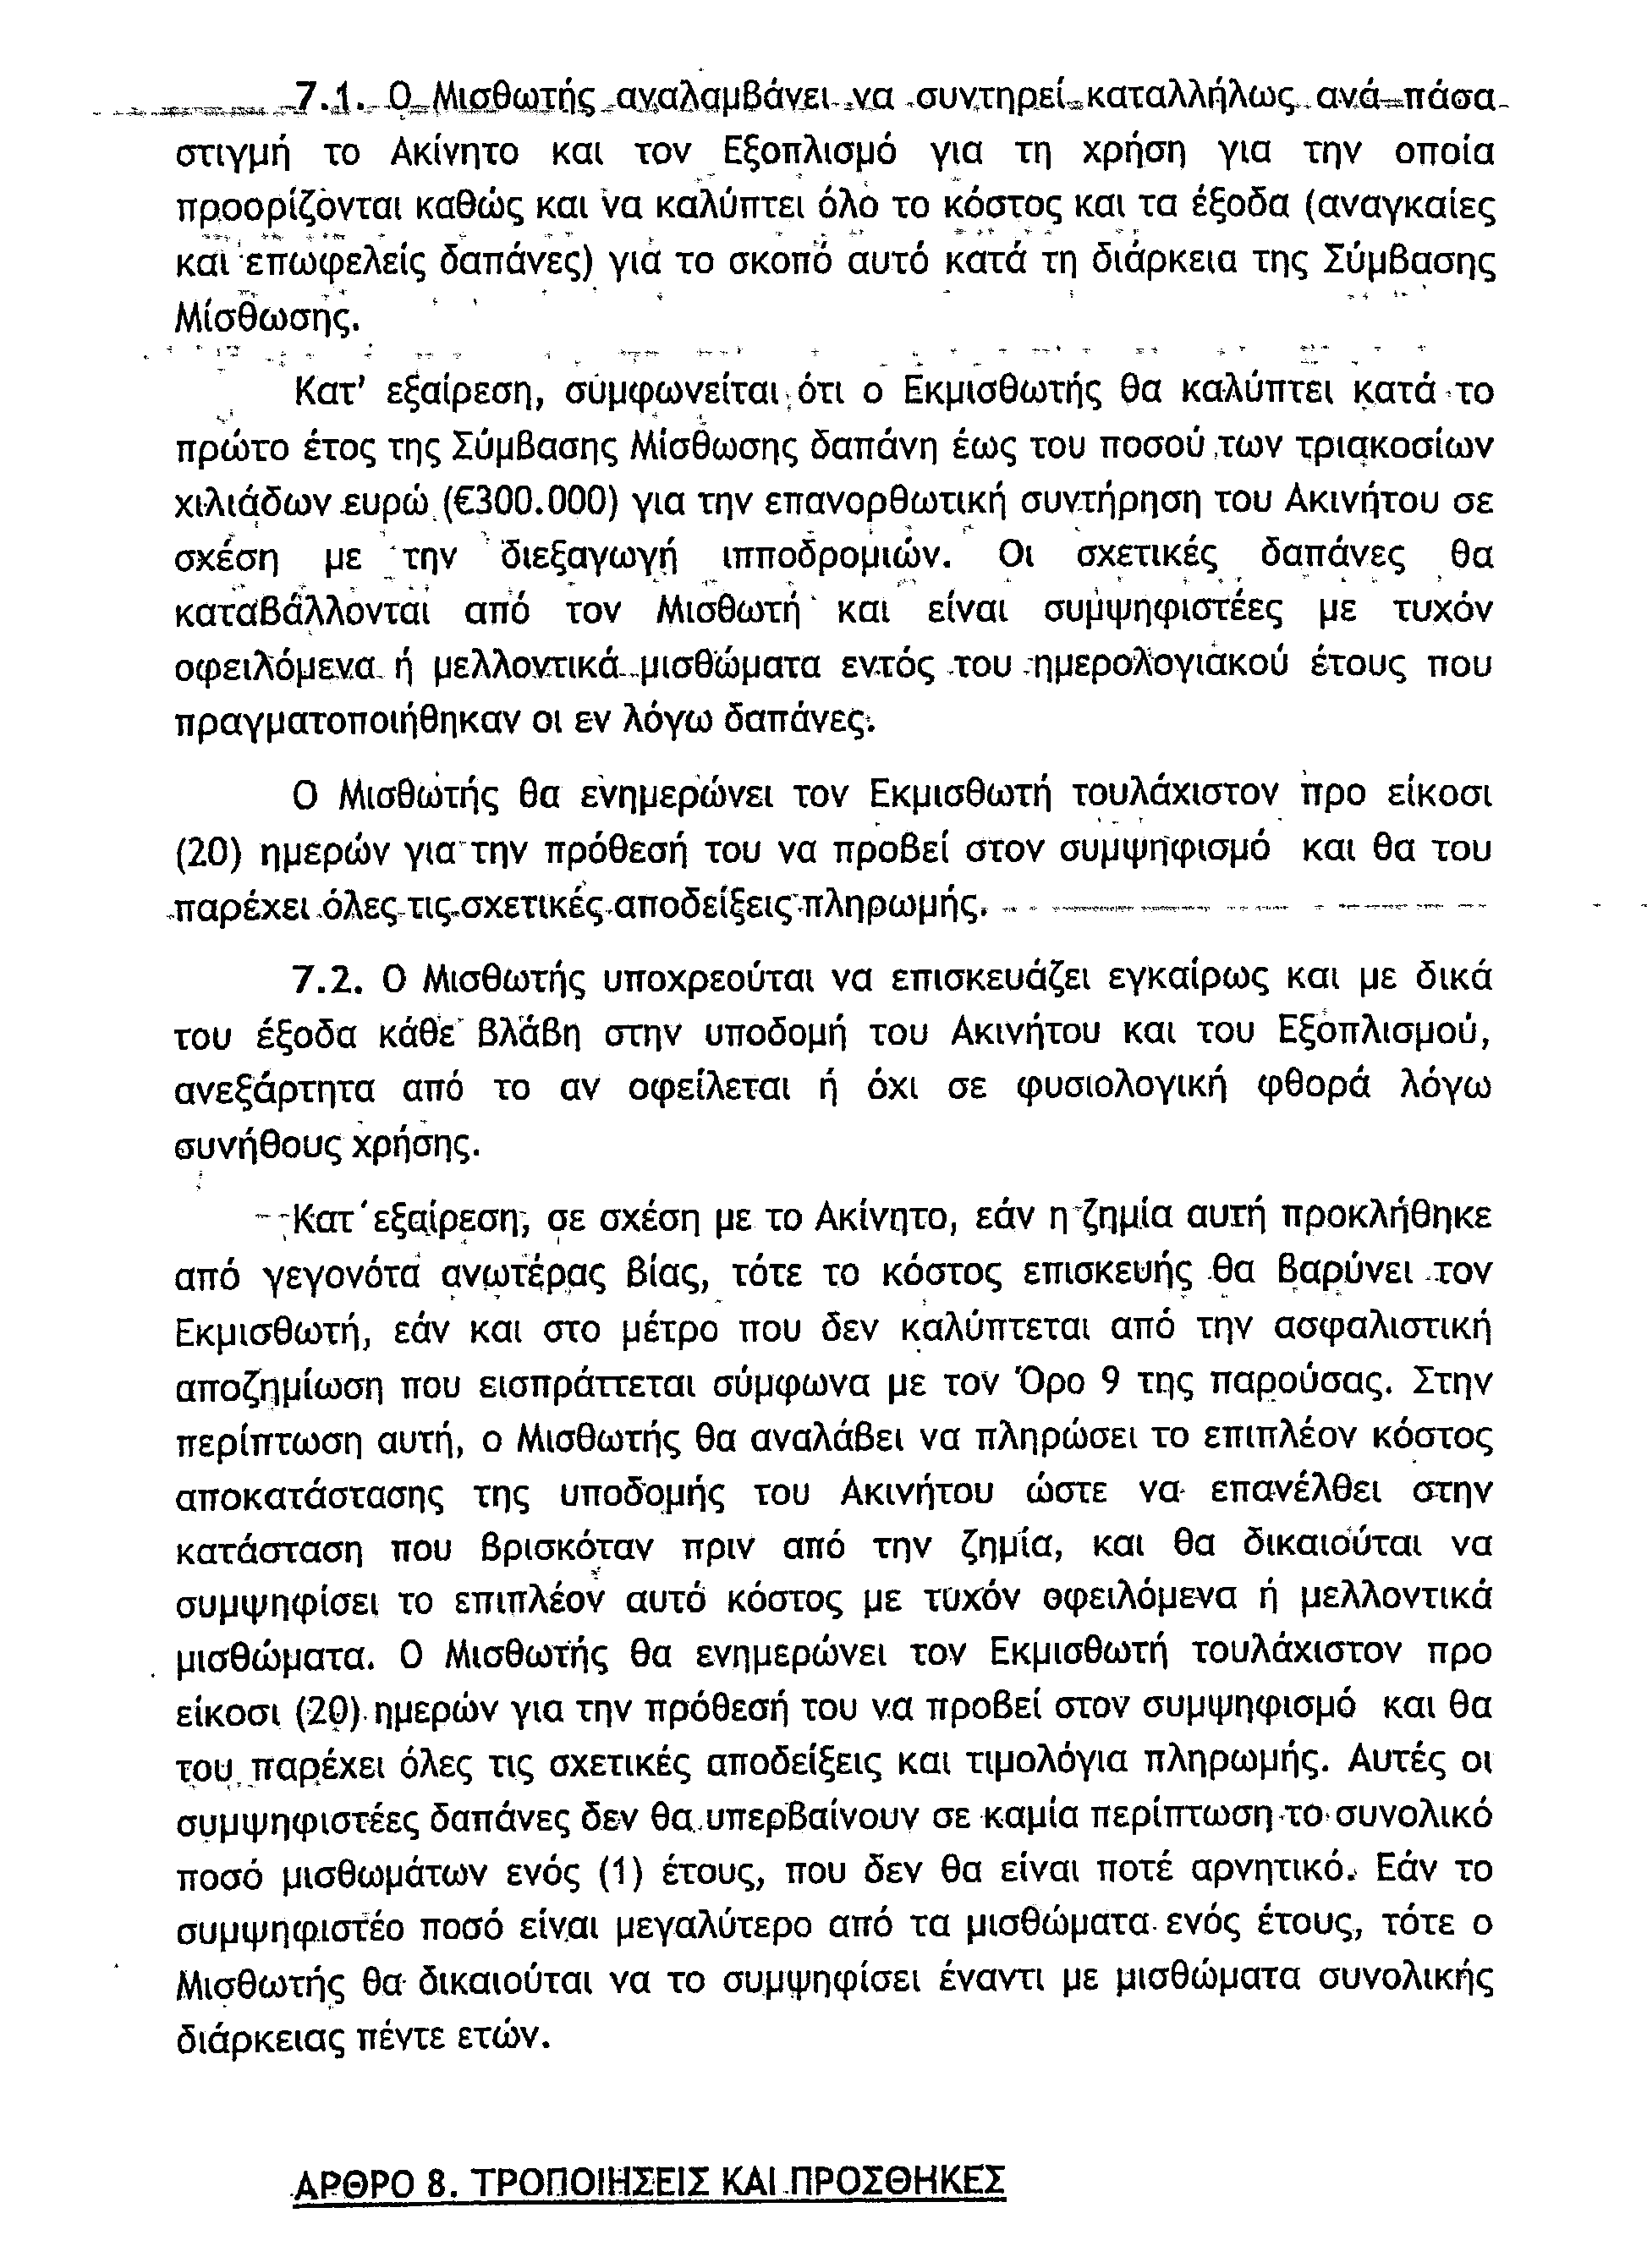 7.1. Ο Μισθωτής αναλαμβάνει να συντηρεί καταλλήλως ανά πάσα
στιγμή το Ακίνητο και τον Εξοπλισμό για τη χρήση για την οποία
προορίζονται καθώς και να καλύπτει όλο το κόστος και τα έξοδα (αναγκαίες
και επωφελείς δαπάνες) για το σκοπό αυτό κατά τη διάρκεια της Σύμβασης
Μίσθωσης.
Κατ' εξαίρεση, συμφωνείται ότι ο Εκμισθωτής θα καλύπτει κατά το
πρώτο έτος της Σύμβασης Μίσθωσης δαπάνη έως του ποσού των τριακοσίων
χιλιάδων ευρώ (€300.000) για την επανορθωτική συντήρηση του Ακινήτου σε
σχέση με την διεξαγωγή ιπποδρομιών. Οι σχετικές δαπάνες θα
καταβάλλονται από τον Μισθωτή και είναι συμψηφιστέες με τυχόν
οφειλόμενα ή μελλοντικά μισθώματα εντός του ημερολογιακού έτους που
πραγματοποιήθηκαν οι εν λόγω δαπάνες.
Ο Μισθωτής θα ενημερώνει τον Εκμισθωτή τουλάχιστον προ είκοσι
(20) ημερών για την πρόθεσή του να προβεί στον συμψηφισμό και θα του
παρέχει όλες τις σχετικές αποδείξεις πληρωμής.
7.2. Ο Μισθωτής υποχρεούται να επισκευάζει εγκαίρως και με δικά
του έξοδα κάθε βλάβη στην υποδομή του Ακινήτου και του Εξοπλισμού,
ανεξάρτητα από το αν οφείλεται ή όχι σε φυσιολογική φθορά λόγω
συνήθους χρήσης.
Κατ' εξαίρεση, σε σχέση με το Ακίνητο, εάν η ζημία αυτή προκλήθηκε
από γεγονότα ανωτέρας βίας, τότε το κόστος επισκευής θα βαρύνει τον
Εκμισθωτή, εάν και στο μέτρο που δεν καλύπτεται από την ασφαλιστική
αποζημίωση που εισπράττεται σύμφωνα με τον Όρο 9 της παρούσας. Στην
περίπτωση αυτή, ο Μισθωτής θα αναλάβει να πληρώσει το επιπλέον κόστος
αποκατάστασης της υποδομής του Ακινήτου ώστε να επανέλθει στην
κατάσταση που βρισκόταν πριν από την ζημία, και θα δικαιούται να
συμψηφίσει το επιπλέον αυτό κόστος με τυχόν οφειλόμενα ή μελλοντικά
μισθώματα. Ο Μισθωτής θα ενημερώνει τον Εκμισθωτή τουλάχιστον προ
είκοσι (20) ημερών για την πρόθεσή του να προβεί στον συμψηφισμό και θα
του παρέχει όλες τις σχετικές αποδείξεις και τιμολόγια πληρωμής. Αυτές οι
συμψηφιστέες δαπάνες δεν θα υπερβαίνουν σε καμία περίπτωση το συνολικό
ποσό μισθωμάτων ενός (1) έτους, που δεν θα είναι ποτέ αρνητικό. Εάν το
συμψηφιστέο ποσό είναι μεγαλύτερο από τα μισθώματα ενός έτους, τότε ο
Μισθωτής θα δικαιούται να το συμψηφίσει έναντι με μισθώματα συνολικής
διάρκειας πέντε ετών.
ΑΡΘΡΟ 8. ΤΡΟΠΟΙΗΣΕΙΣ ΚΑΙ ΠΡΟΣΘΗΚΕΣ